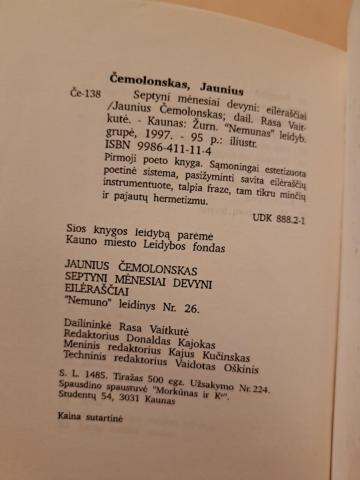 Čemolonskas, Jaunius
Če-138 Septyni mėnesiai devyni: eilėraščiai
/Jaunius Čemolonskas; dail. Rasa Vait-
kutė. - Kaunas: Žurn. "Nemunas" leidyb.
grupė, 1997. - 95 p.: iliustr.
ISBN 9986-411-11-4
Pirmoji poeto knyga. Sąmoningai estetizuota
poetinė sistema, pasižyminti savita eilėraščių
instrumentuote, talpia fraze, tam tikru minčių
ir pajautų hermetizmu.
UDK 888.2-1
Sios knygos leidybą parėmė
Kauno miesto Leidybos fondas
JAUNIUS ČEMOLONSKAS
SEPTYNI MĖNESIAI DEVYNI
EILĖRAŠČIAI
"Nemuno" leidinys Nr. 26.
Dailininkė Rasa Vaitkutė
Redaktorius Donaldas Kajokas
Meninis redaktorius Kajus Kučinskas
Techninis redaktorius Vaidotas Oškinis
S. L. 1485. Tiražas 500 egz. Užsakymo Nr.224.
Spausdino spaustuvė "Morkūnas ir Kº".
Studentų 54, 3031 Kaunas
Kaina sutartinė